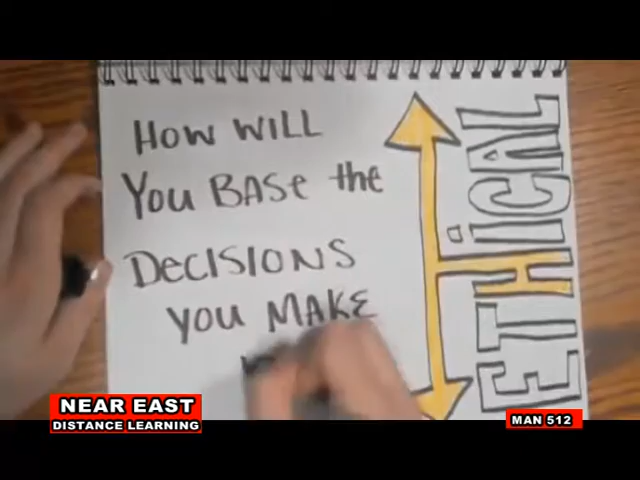 HOW WILL
YOU BASE the
DECISIONS
YOU MAKE
ETHICAL
NEAR EAST
DISTANCE LEARNING
MAN 512